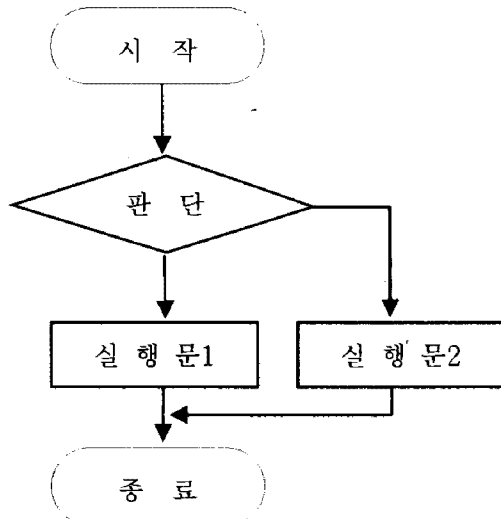 시 작
판 단
실 행 문1
실 행 문2
종 료